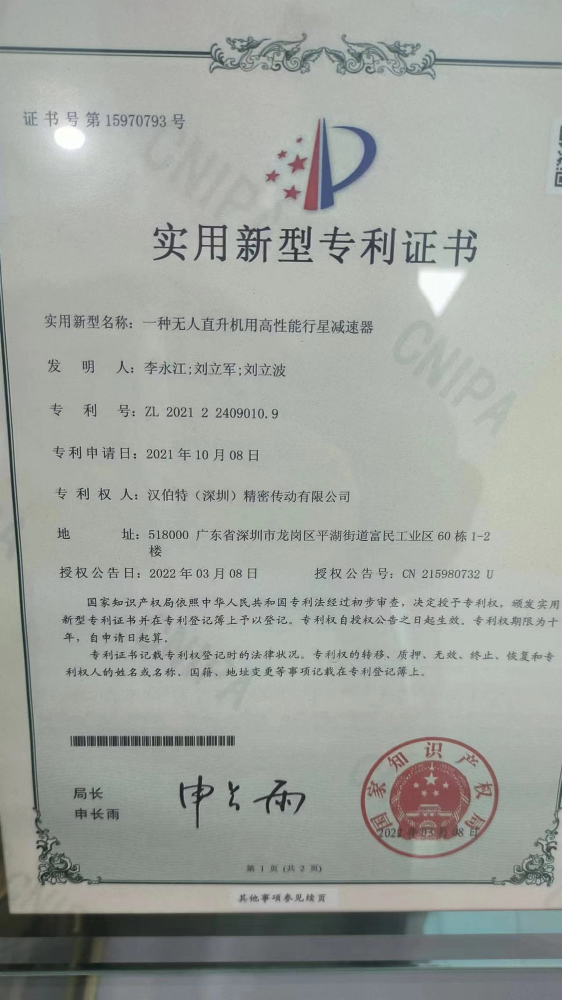 证书号第15970793号
CNIPA
实用新型专利证书
实用新型名称：一种无人直升机用高性能行星减速器
CNIPA
发明人：李永江;刘立军;刘立波
专利号：ZL 2021 2 2409010.9
专利申请日：2021年10月08日
专利权人：汉伯特（深圳）精密传动有限公司
地址：518000 广东省深圳市龙岗区平湖街道富民工业区60栋1-2
楼
授权公告日：2022年03月08日 授权公告号：CN 215980732 U
国家知识产权局依照中华人民共和国专利法经过初步审查，决定授予专利权，颁发实用
新型专利证书并在专利登记簿上予以登记。专利权自授权公告之日起生效。专利权期限为十
年，自申请日起算。
专利证书记载专利权登记时的法律状况。专利权的转移、质押、无效、终止、恢复和专
利权人的姓名或名称、国籍、地址变更等事项记载在专利登记簿上。
局长
申长雨
申长雨
国家知识产权局
2022年03月08日
第 1 页 (共 2 页)
其他事项参见续页